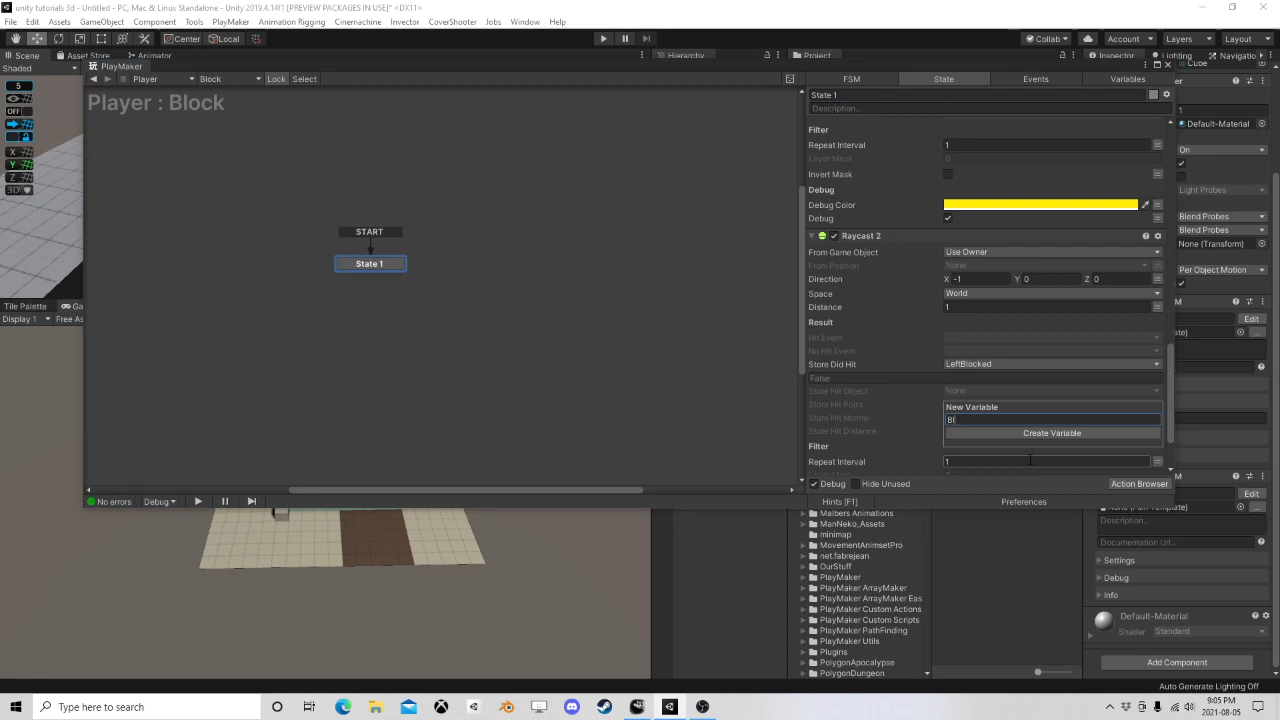 unity tutorials 3d - Untitled - PC, Mac & Linux Standalone - Unity 2019.4.14f1 [PREVIEW PACKAGES IN USE]* <DX11>
File Edit Assets GameObject Component Tools PlayMaker Animation Rigging Cinemachine Invector CoverShooter Jobs Window Help
Center Local Collab Account Layers Layout
Scene Asset Store Animator Hierarchy Project Inspector Lighting Navigation
Shaded PlayMaker Cube
Player Block Lock Select FSM State Events Variables
5
Player : Block
State 1
Description...
OFF
X
Y
Z
3D
Filter
Repeat Interval 1
Layer Mask 0
Invert Mask
Debug
Debug Color
Debug
START
State 1
Raycast 2
From Game Object Use Owner
From Position None
Direction X -1 Y 0 Z 0
Space World
Distance 1
Result
Hit Event
No Hit Event
Store Did Hit LeftBlocked
False
Store Hit Object None
Store Hit Point
Store Hit Normal
Store Hit Distance
New Variable
Bl
Create Variable
Filter
Repeat Interval 1
Debug Hide Unused Action Browser
No errors Debug Hints [F1] Preferences
1
Default-Material
On
Light Probes
Blend Probes
Blend Probes
None (Transform)
Per Object Motion
M
Edit
M
Edit
Description...
Documentation Url...
Settings
Debug
Info
Default-Material
Shader Standard
Add Component
Tile Palette
Display 1 Free As
Malbers Animations
ManNeko_Assets
minimap
MovementAnimsetPro
net.fabrejean
OurStuff
PlayMaker
PlayMaker ArrayMaker
PlayMaker ArrayMaker Eas
PlayMaker Custom Actions
PlayMaker Custom Scripts
PlayMaker PathFinding
PlayMaker Utils
Plugins
PolygonApocalypse
PolygonDungeon
Auto Generate Lighting Off
Type here to search
9:05 PM
2021-08-05